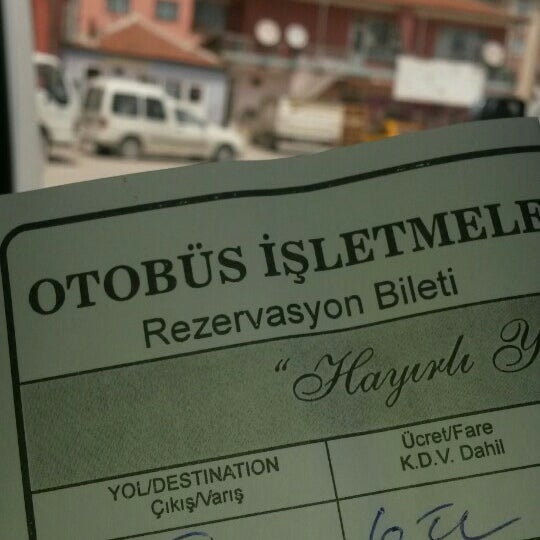 OTOBÜS İŞLETMELE
Rezervasyon Bileti
"Hayırlı Y
YOL/DESTINATION
Çıkış/Varış
Ücret/Fare
K.D.V. Dahil